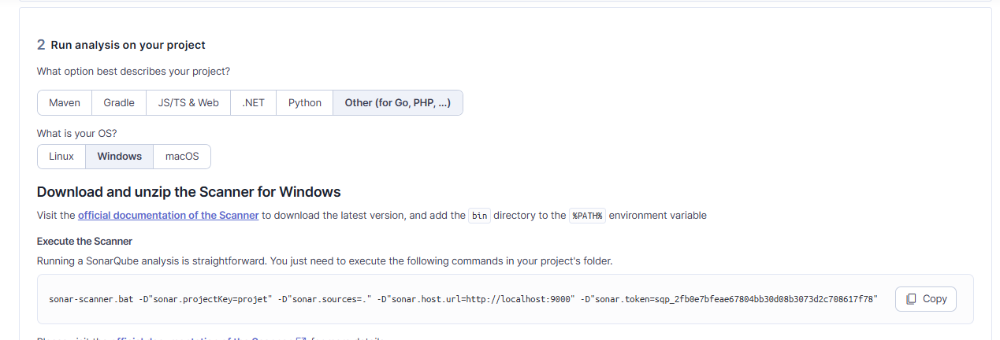 2 Run analysis on your project
What option best describes your project?
Maven Gradle JS/TS & Web .NET Python Other (for Go, PHP, ...)
What is your OS?
Linux Windows macOS
Download and unzip the Scanner for Windows
Visit the official documentation of the Scanner to download the latest version, and add the bin directory to the %PATH% environment variable
Execute the Scanner
Running a SonarQube analysis is straightforward. You just need to execute the following commands in your project's folder.
sonar-scanner.bat -D"sonar.projectKey=projet" -D"sonar.sources=." -D"sonar.host.url=http://localhost:9000" -D"sonar.token=sqp_2fb0e7bfeae67804bb30d08b3073d2c708617f78" Copy